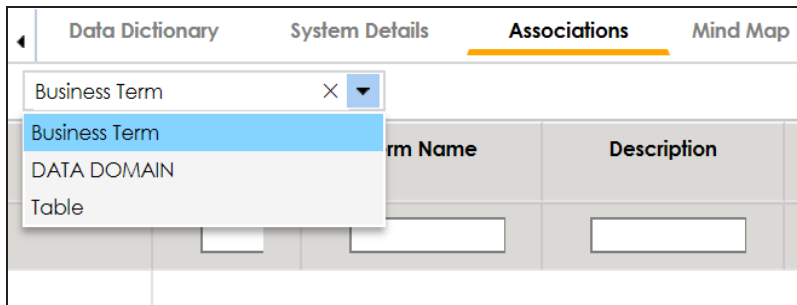 Data Dictionary System Details Associations Mind Map
Business Term
Business Term
DATA DOMAIN
Table
rm Name Description